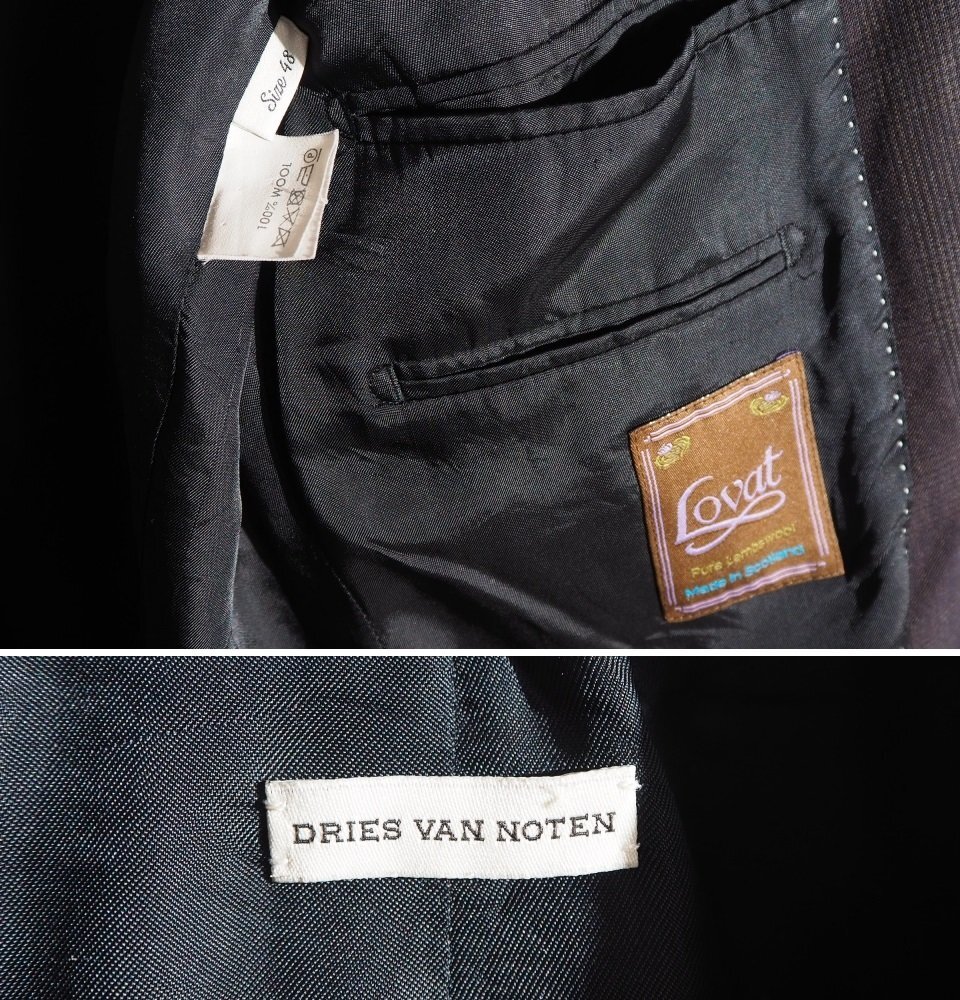 Size 48
100% WOOL
Lovat
Pure Lambswool
Made in Scotland
DRIES VAN NOTEN